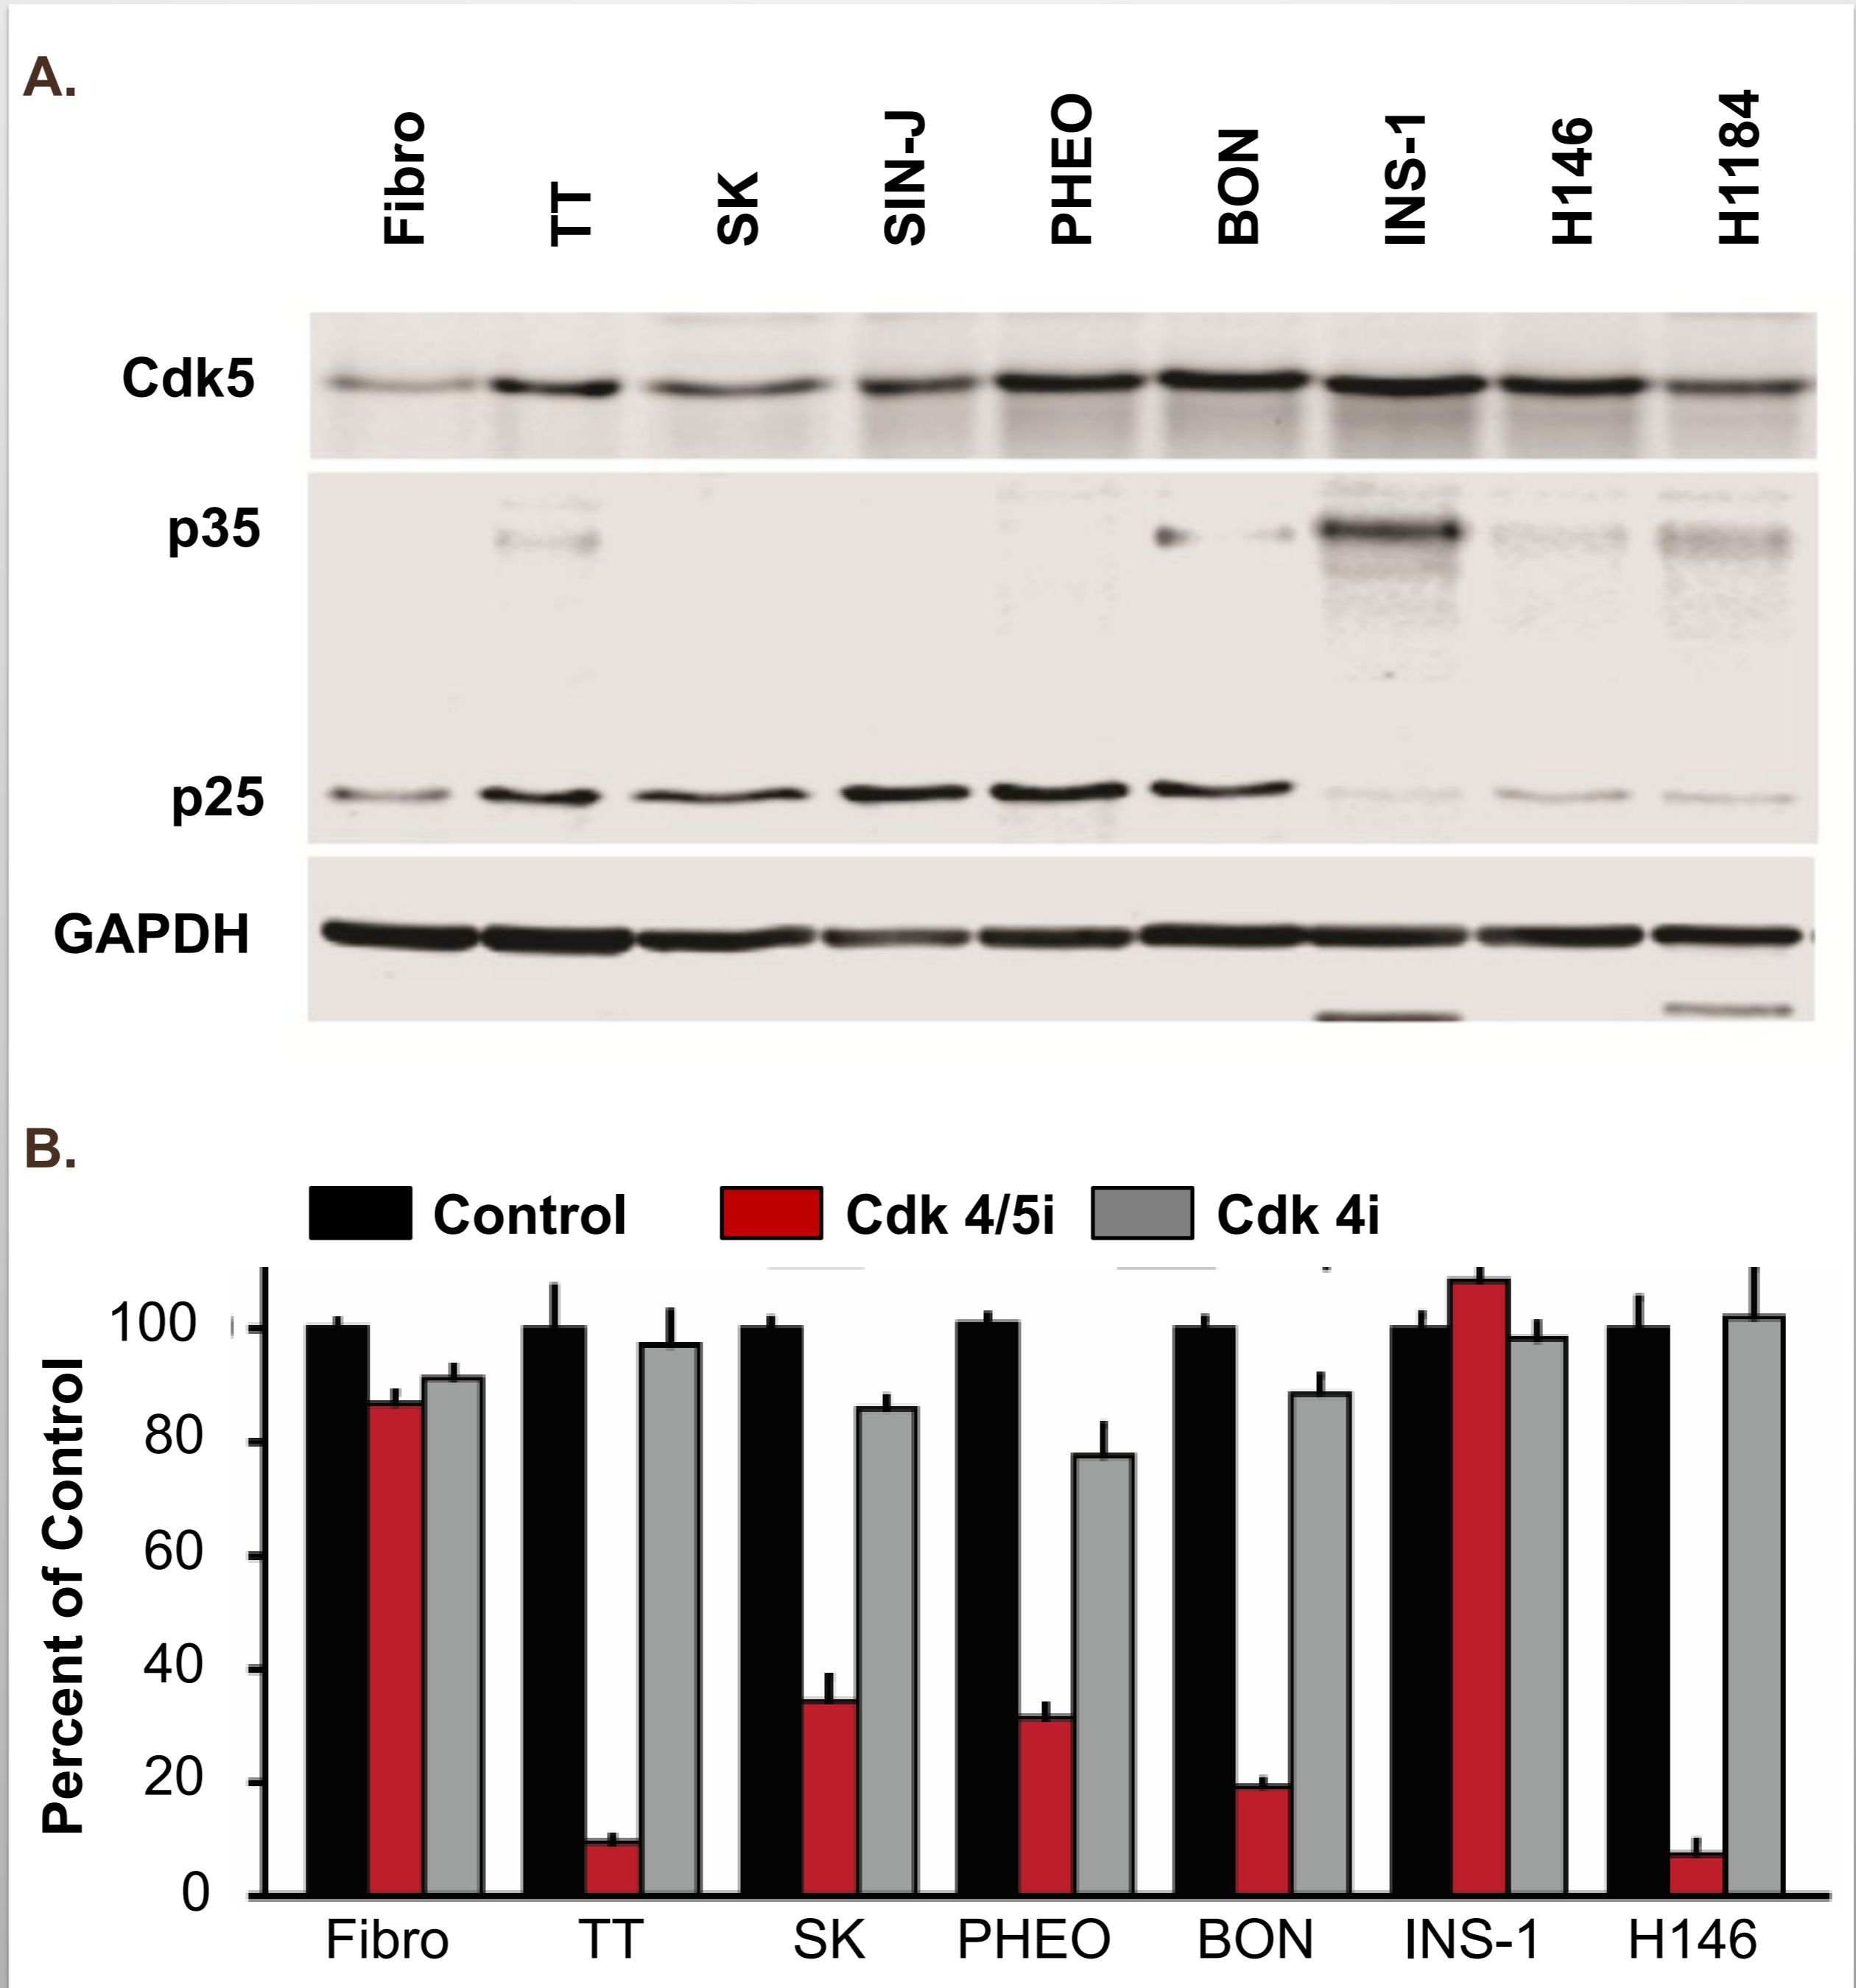 A.
Fibro TT SK SIN-J PHEO BON INS-1 H146 H1184
Cdk5
p35
p25
GAPDH
B.
Control Cdk 4/5i Cdk 4i
Percent of Control
100
80
60
40
20
0
Fibro TT SK PHEO BON INS-1 H146